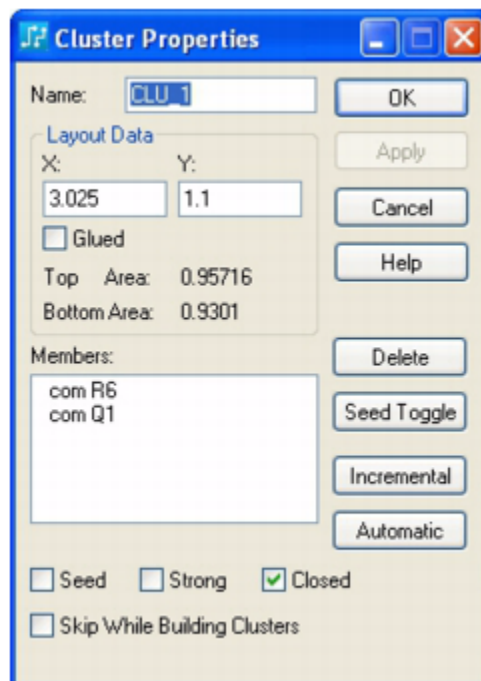 Cluster Properties
Name: CLU_1
OK
Layout Data
Apply
X: Y:
3.025 1.1
Cancel
Glued
Help
Top Area: 0.95716
Bottom Area: 0.9301
Members:
Delete
com R6
com Q1
Seed Toggle
Incremental
Automatic
Seed Strong Closed
Skip While Building Clusters